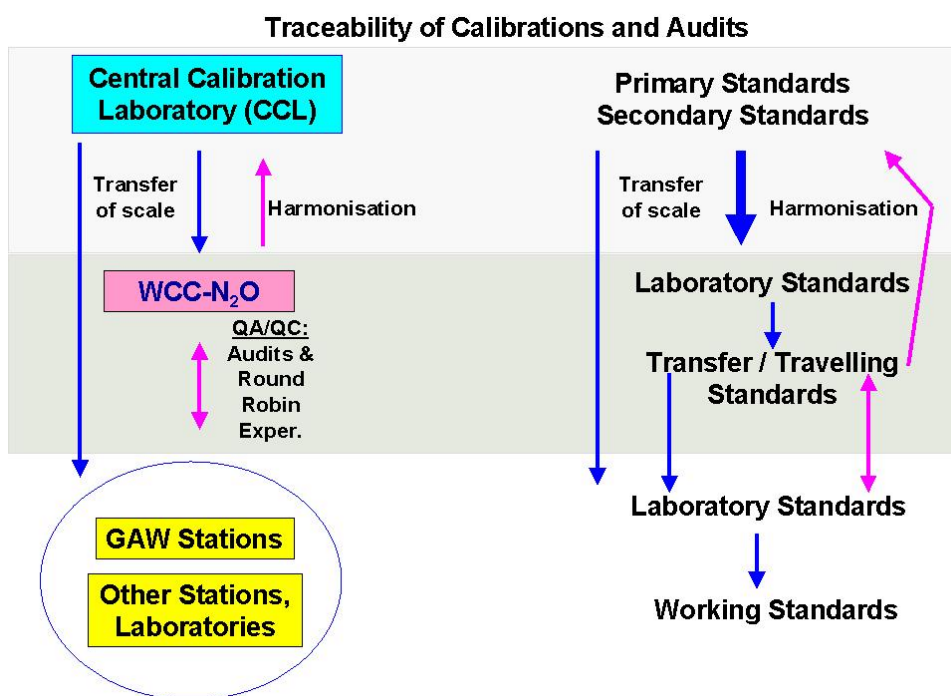 Traceability of Calibrations and Audits
Central Calibration
Laboratory (CCL)
Primary Standards
Secondary Standards
Transfer
of scale
Harmonisation
Transfer
of scale
Harmonisation
WCC-N₂O
Laboratory Standards
QA/QC:
Audits &
Round
Robin
Exper.
Transfer / Travelling
Standards
Laboratory Standards
GAW Stations
Other Stations,
Laboratories
Working Standards